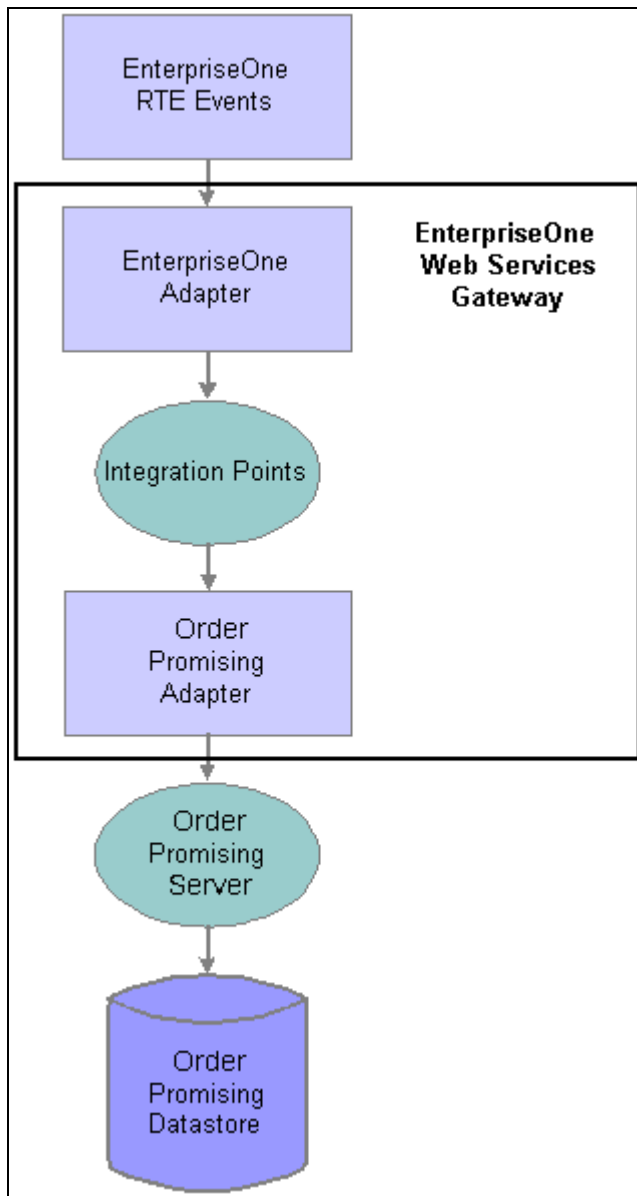 EnterpriseOne
RTE Events
EnterpriseOne
Adapter
EnterpriseOne
Web Services
Gateway
Integration Points
Order
Promising
Adapter
Order
Promising
Server
Order
Promising
Datastore